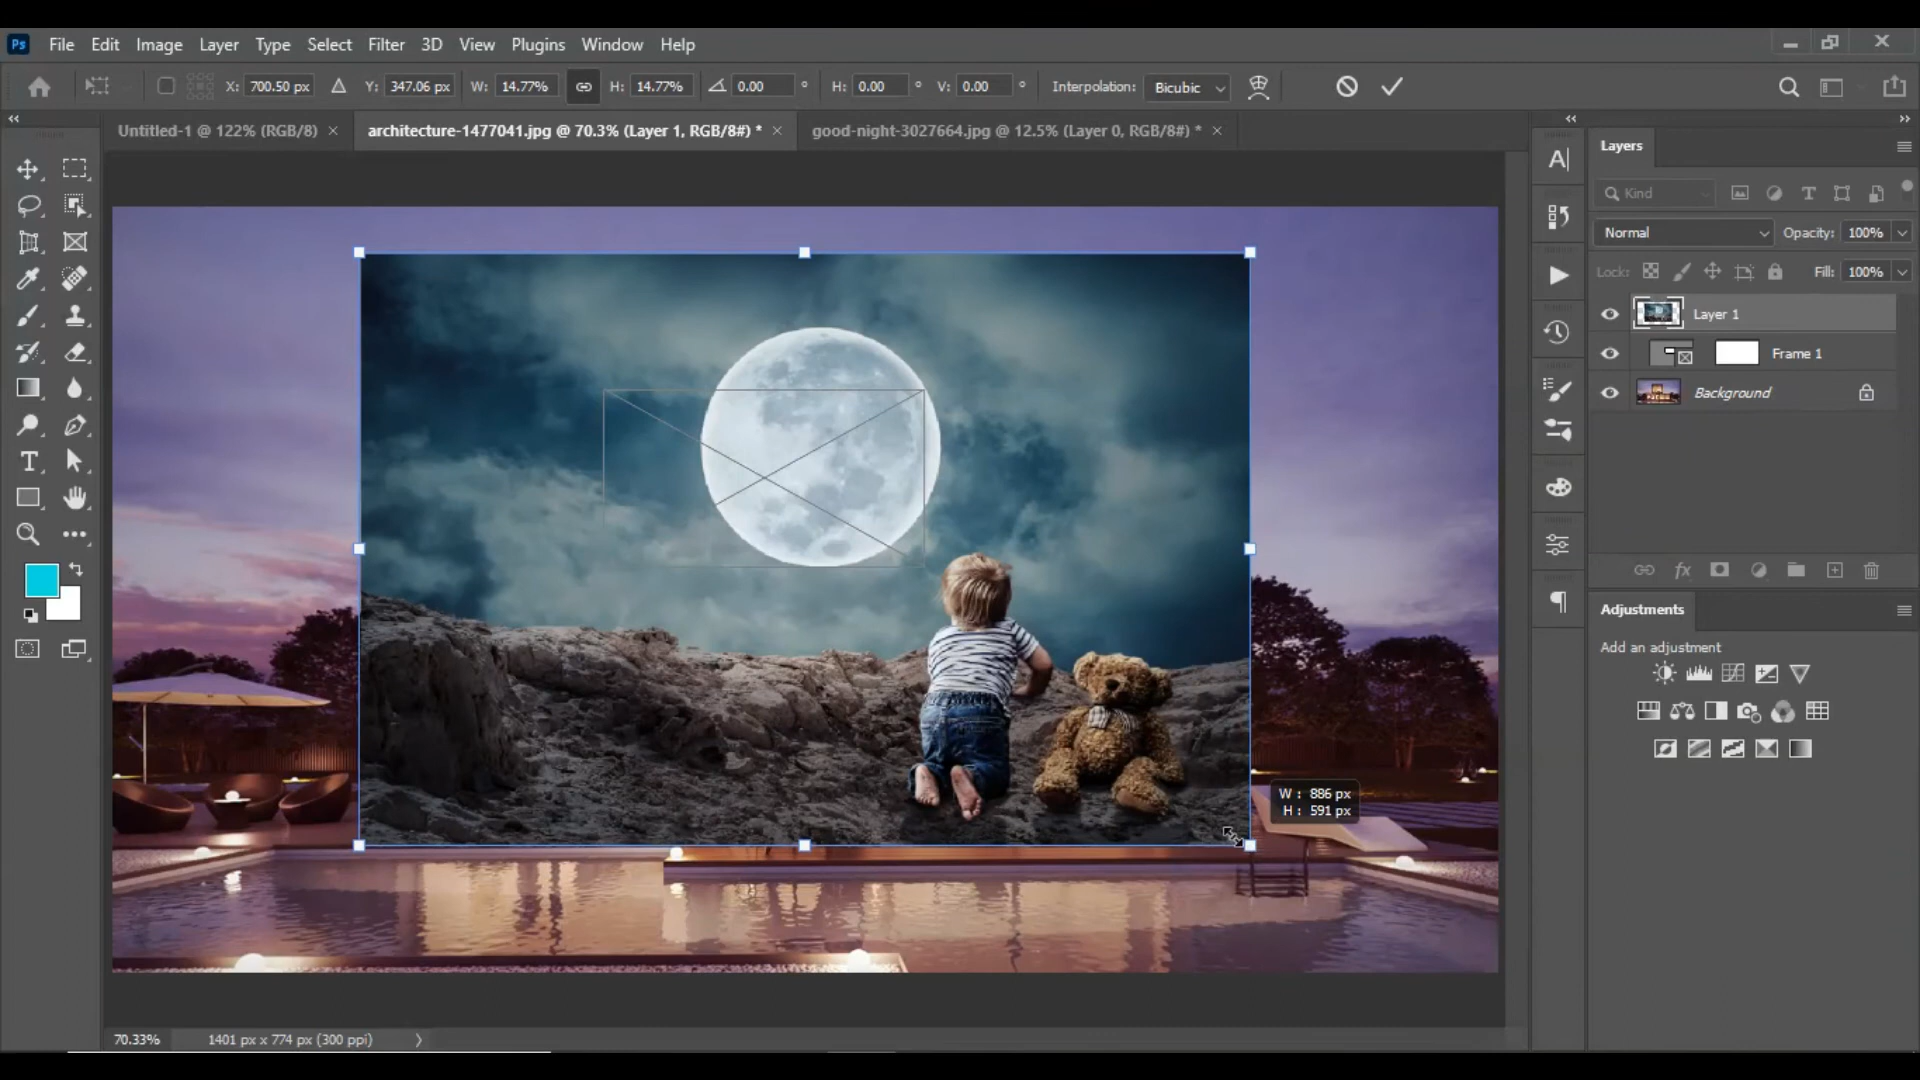 Ps File Edit Image Layer Type Select Filter 3D View Plugins Window Help
X: 700.50 px Y: 347.06 px W: 14.77% H: 14.77% 0.00 ° H: 0.00 ° V: 0.00 ° Interpolation: Bicubic
Untitled-1 @ 122% (RGB/8) × architecture-1477041.jpg @ 70.3% (Layer 1, RGB/8#) * × good-night-3027664.jpg @ 12.5% (Layer 0, RGB/8#) * ×
Layers
Kind
Normal Opacity: 100%
Lock: Fill: 100%
Layer 1
Frame 1
Background
fx
Adjustments
Add an adjustment
W : 886 px
H : 591 px
70.33% 1401 px x 774 px (300 ppi)